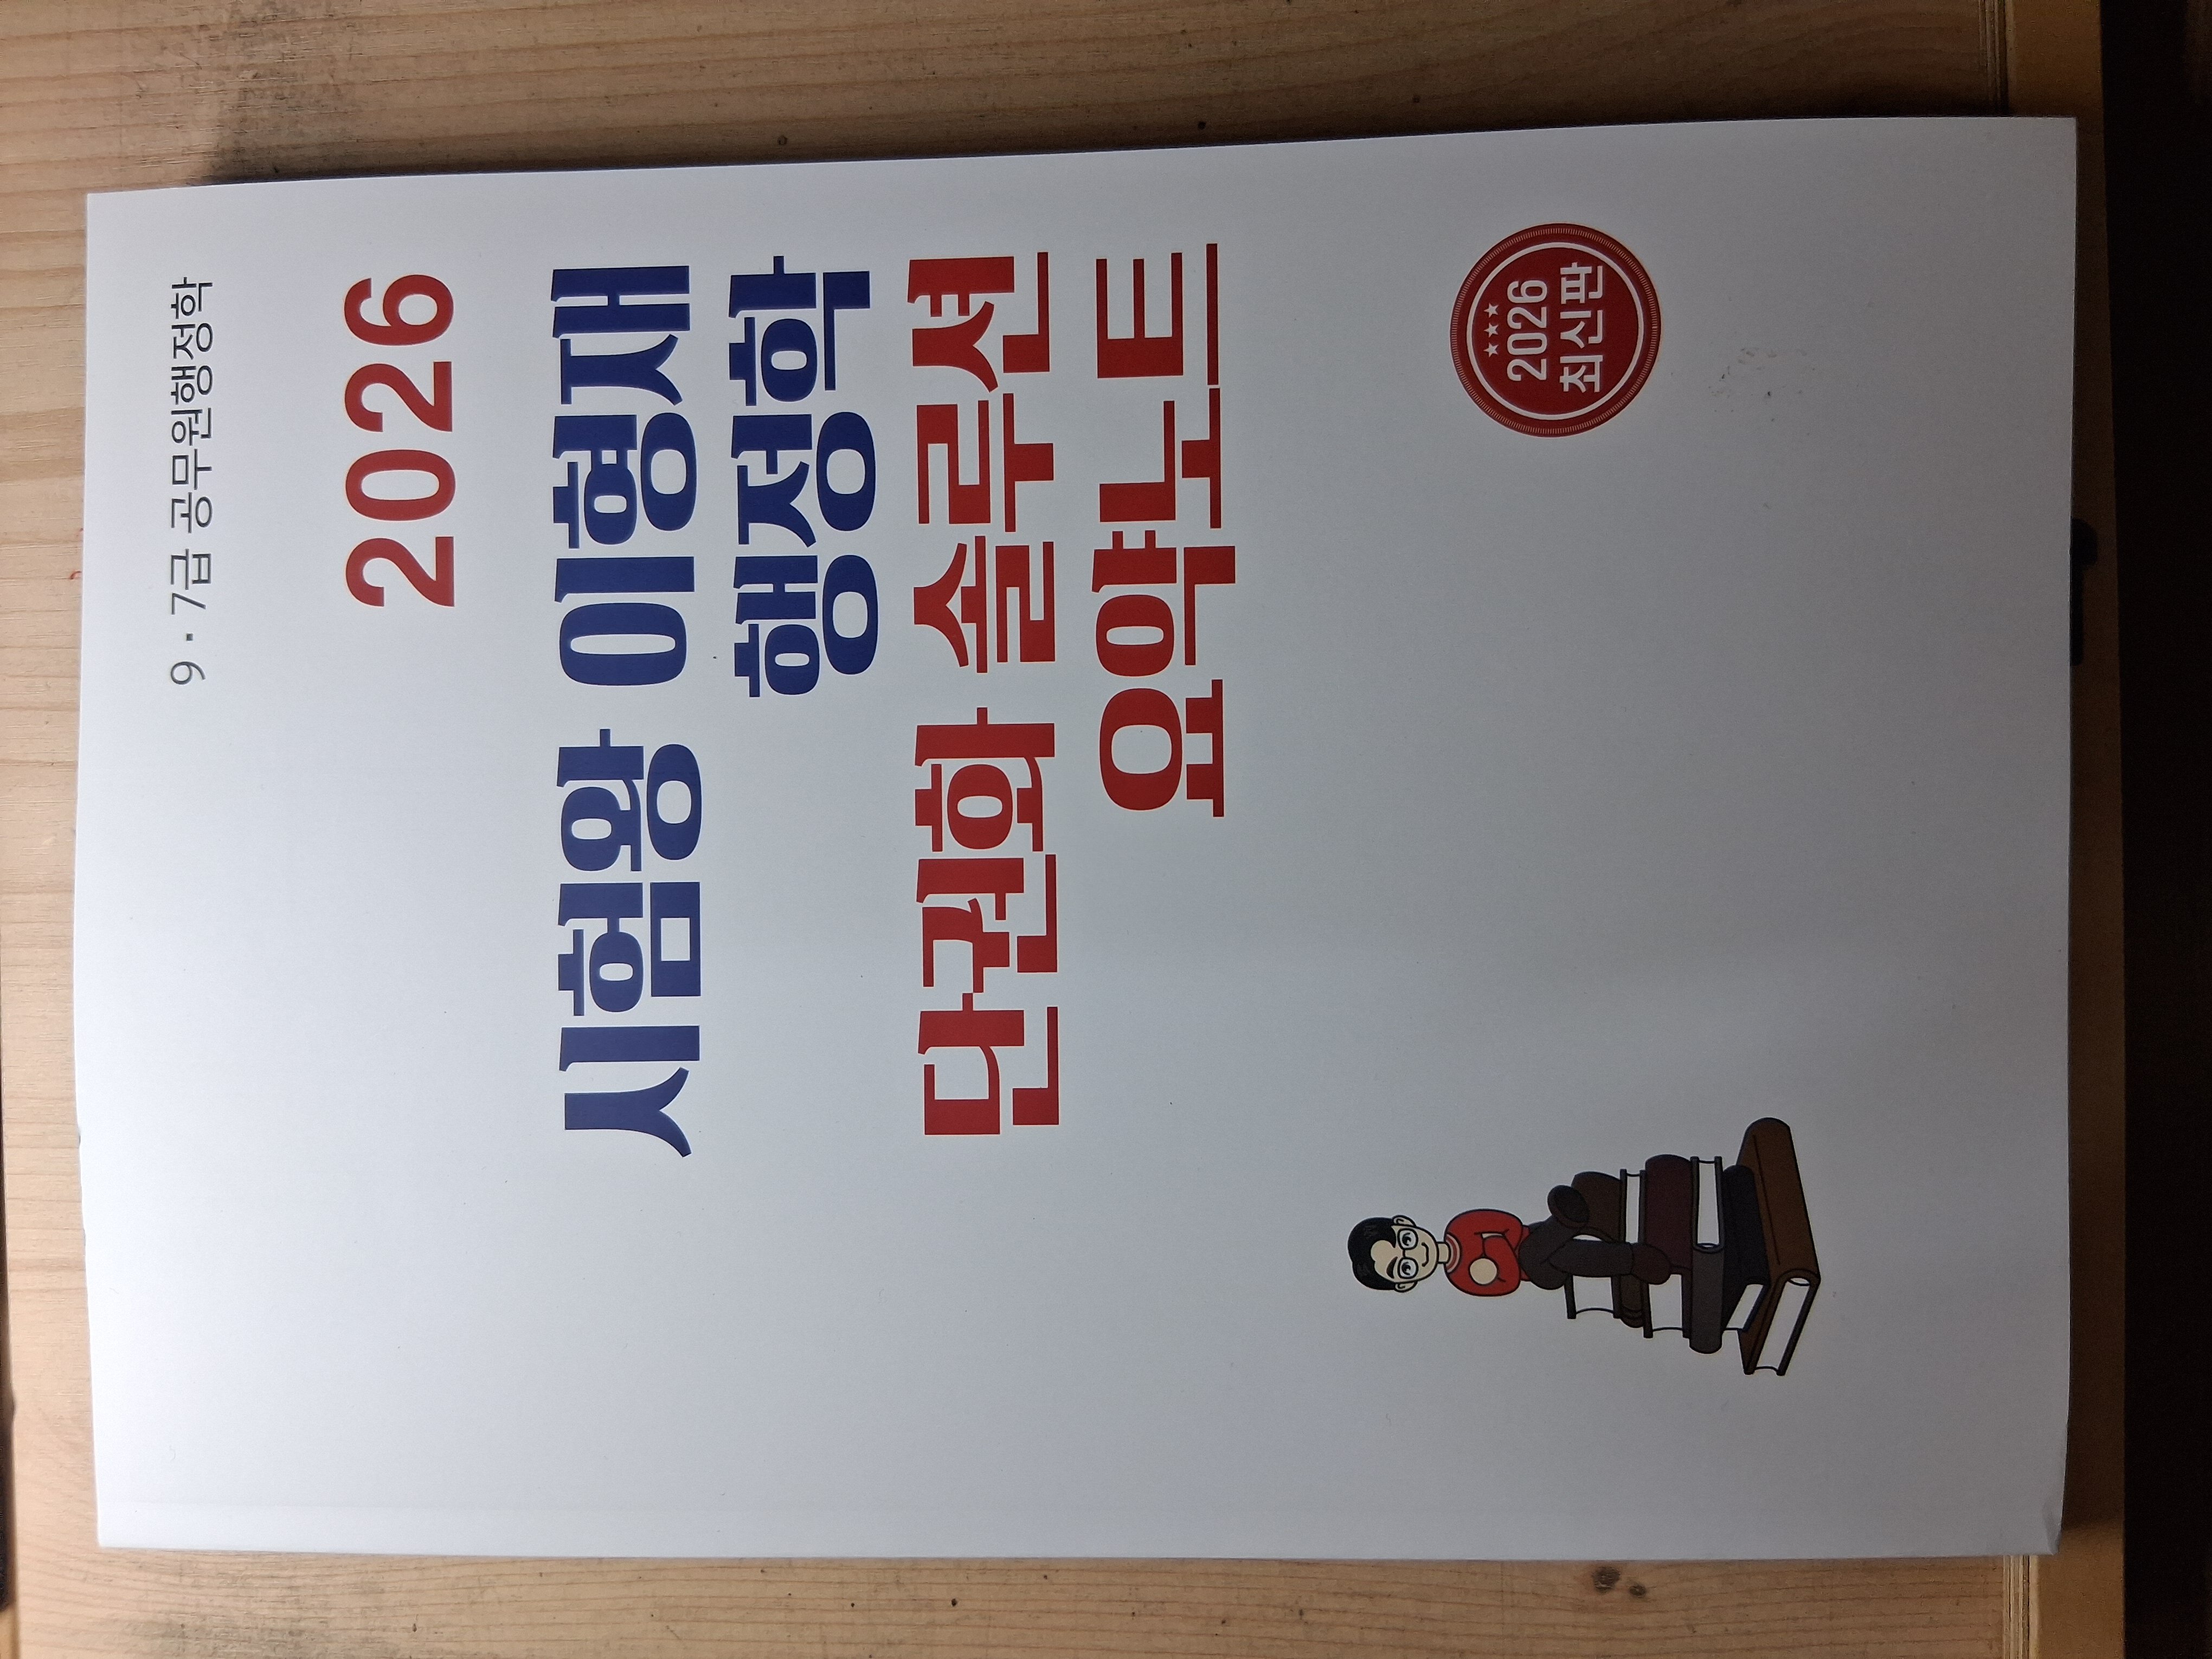 9·7급 공무원행정학
2026
시험왕 이형재
행정학
단권화 솔루션
요약노트
2026
최신판